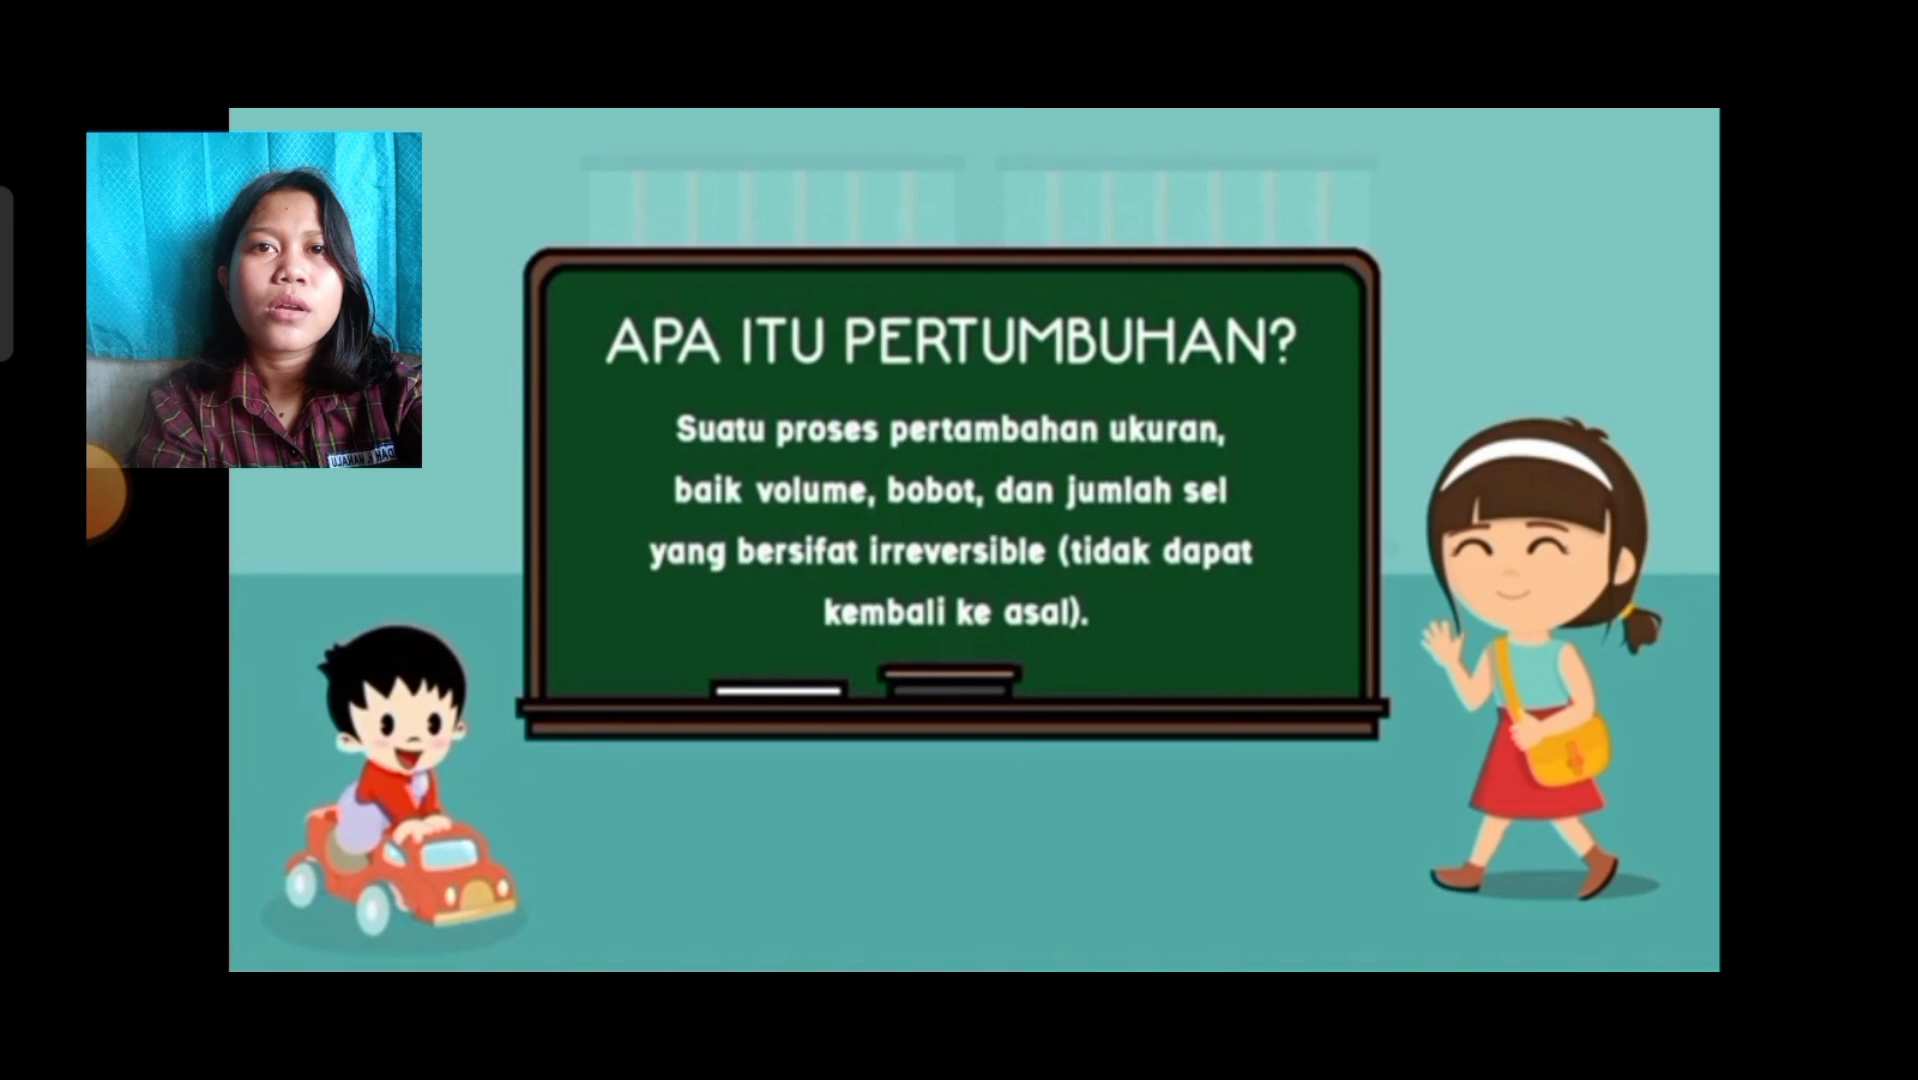 APA ITU PERTUMBUHAN?
Suatu proses pertambahan ukuran,
baik volume, bobot, dan jumlah sel
yang bersifat irreversible (tidak dapat
kembali ke asal).